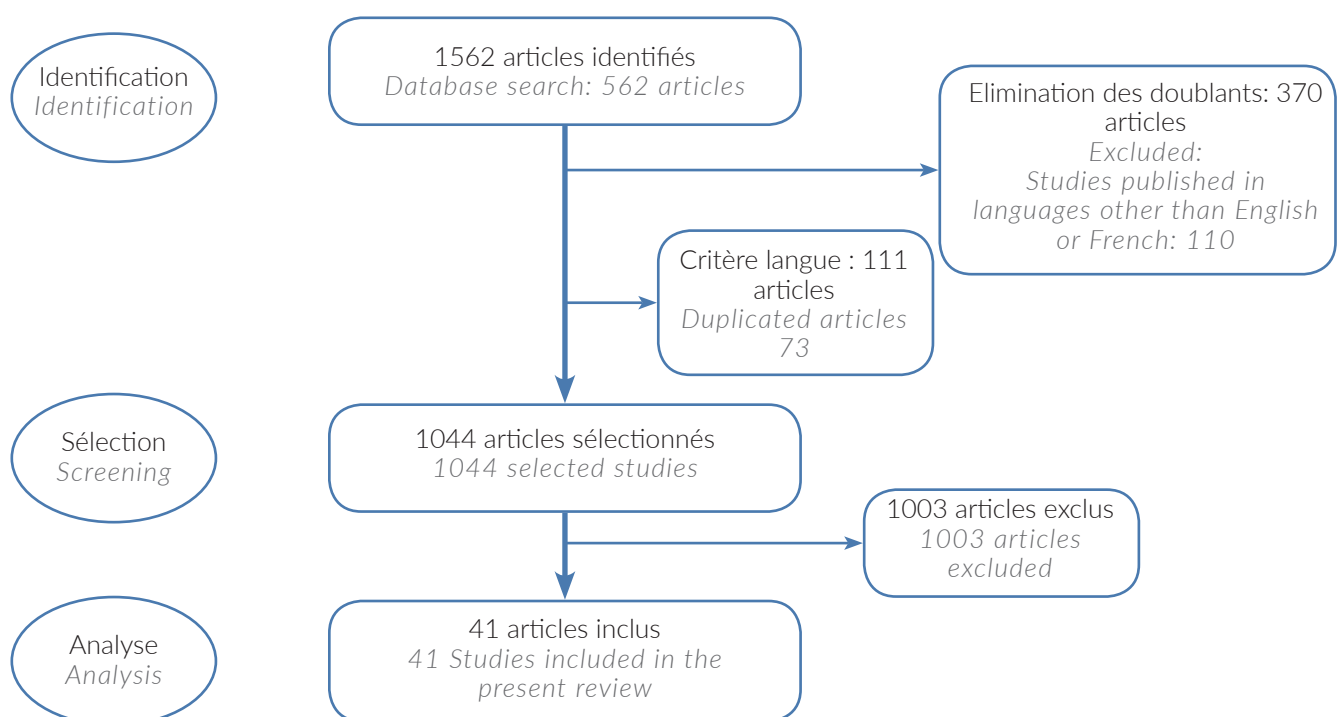 Identification
Identification
1562 articles identifiés
Database search: 562 articles
Elimination des doublants: 370
articles
Excluded:
Studies published in
languages other than English
or French: 110
Critère langue : 111
articles
Duplicated articles
73
Sélection
Screening
1044 articles sélectionnés
1044 selected studies
1003 articles exclus
1003 articles
excluded
Analyse
Analysis
41 articles inclus
41 Studies included in the
present review